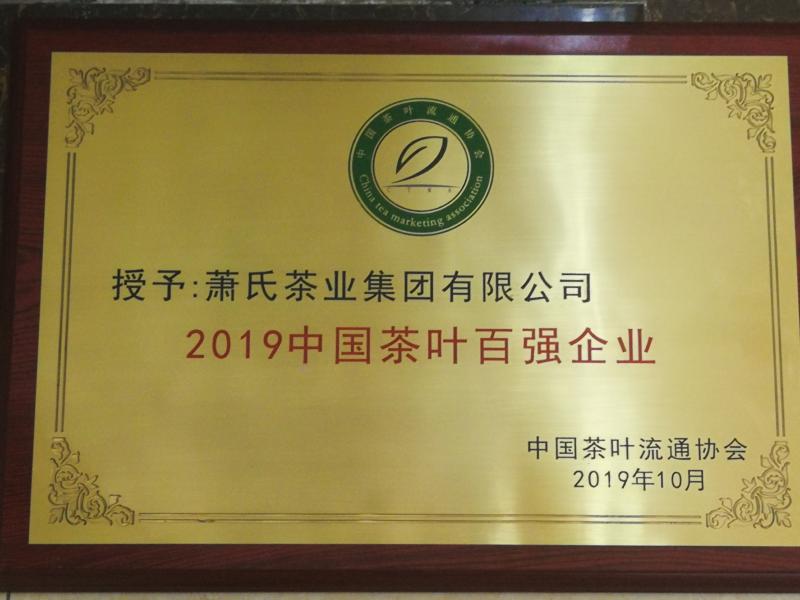 中国茶叶流通协会
China tea marketing association
授予:萧氏茶业集团有限公司
2019中国茶叶百强企业
中国茶叶流通协会
2019年10月